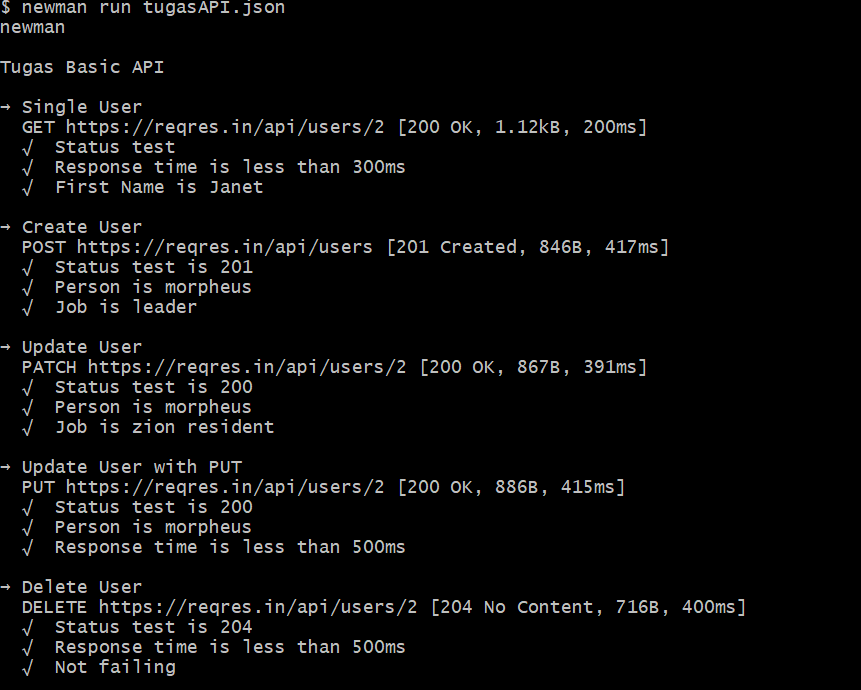 $ newman run tugasAPI.json
newman
Tugas Basic API
→ Single User
GET https://reqres.in/api/users/2 [200 OK, 1.12kB, 200ms]
√ Status test
√ Response time is less than 300ms
√ First Name is Janet
→ Create User
POST https://reqres.in/api/users [201 Created, 846B, 417ms]
√ Status test is 201
√ Person is morpheus
√ Job is leader
→ Update User
PATCH https://reqres.in/api/users/2 [200 OK, 867B, 391ms]
√ Status test is 200
√ Person is morpheus
√ Job is zion resident
→ Update User with PUT
PUT https://reqres.in/api/users/2 [200 OK, 886B, 415ms]
√ Status test is 200
√ Person is morpheus
√ Response time is less than 500ms
→ Delete User
DELETE https://reqres.in/api/users/2 [204 No Content, 716B, 400ms]
√ Status test is 204
√ Response time is less than 500ms
√ Not failing